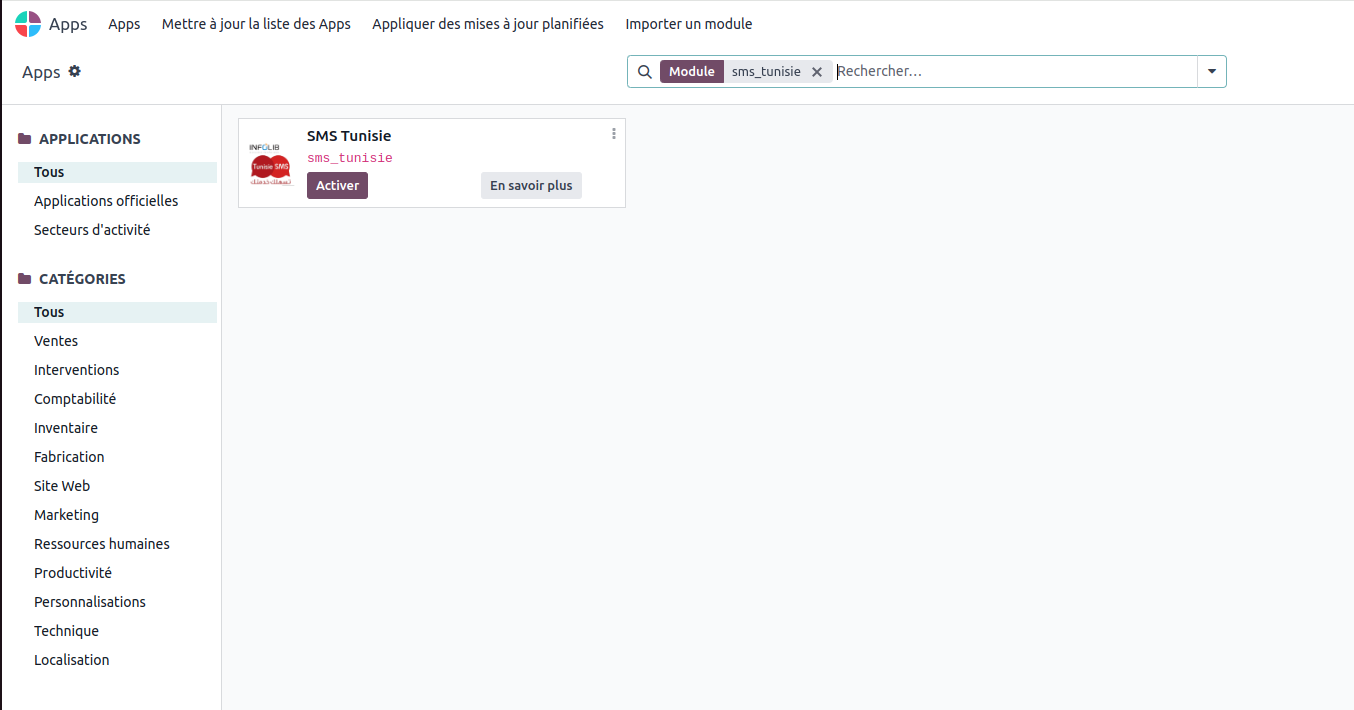 Apps Apps Mettre à jour la liste des Apps Appliquer des mises à jour planifiées Importer un module
Apps
Module sms_tunisie Rechercher...
APPLICATIONS
Tous
Applications officielles
Secteurs d'activité
CATÉGORIES
Tous
Ventes
Interventions
Comptabilité
Inventaire
Fabrication
Site Web
Marketing
Ressources humaines
Productivité
Personnalisations
Technique
Localisation
INFOLIB
Tunisie SMS
SMS Tunisie
sms_tunisie
Activer En savoir plus